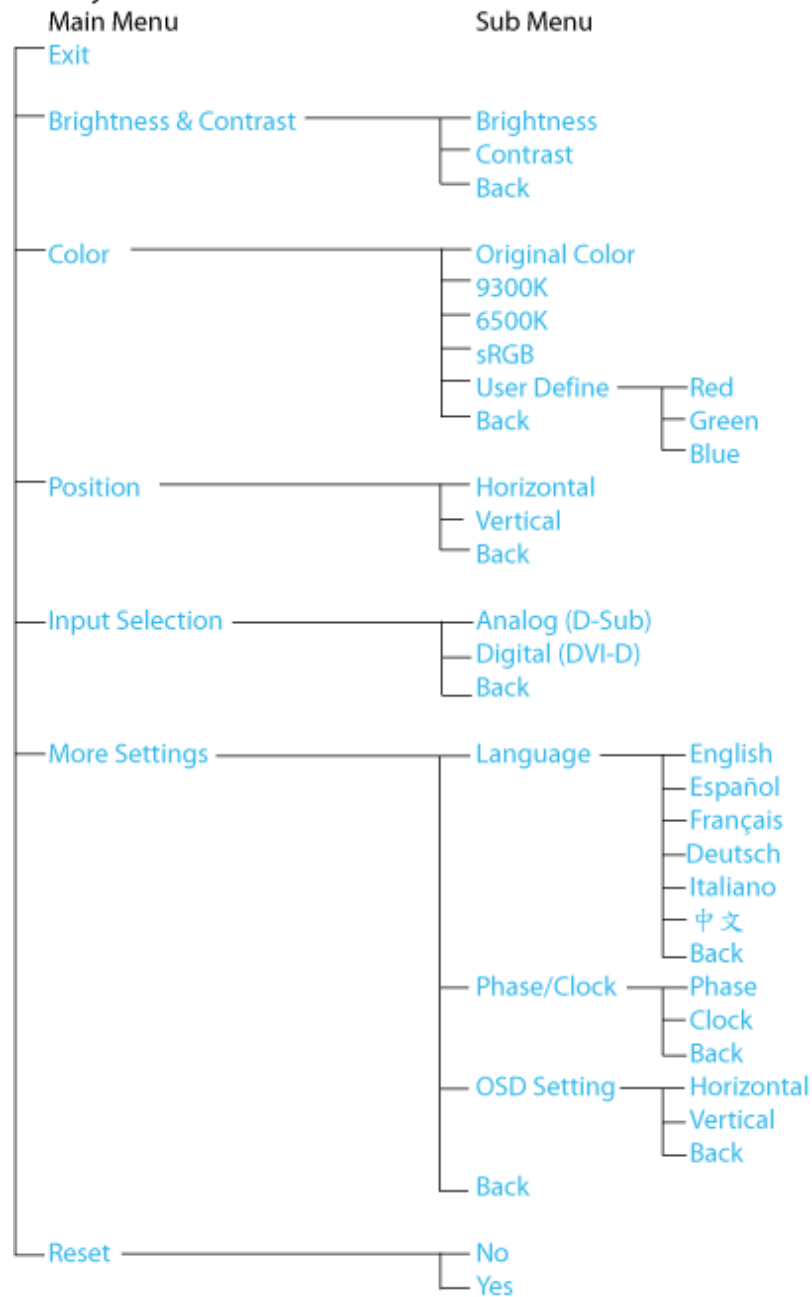 Main Menu Sub Menu
Exit
Brightness & Contrast Brightness
Contrast
Back
Color Original Color
9300K
6500K
sRGB
User Define Red
Back Green
Blue
Position Horizontal
Vertical
Back
Input Selection Analog (D-Sub)
Digital (DVI-D)
Back
More Settings Language English
Español
Français
Deutsch
Italiano
中文
Back
Phase/Clock Phase
Clock
Back
OSD Setting Horizontal
Vertical
Back
Back
Reset No
Yes